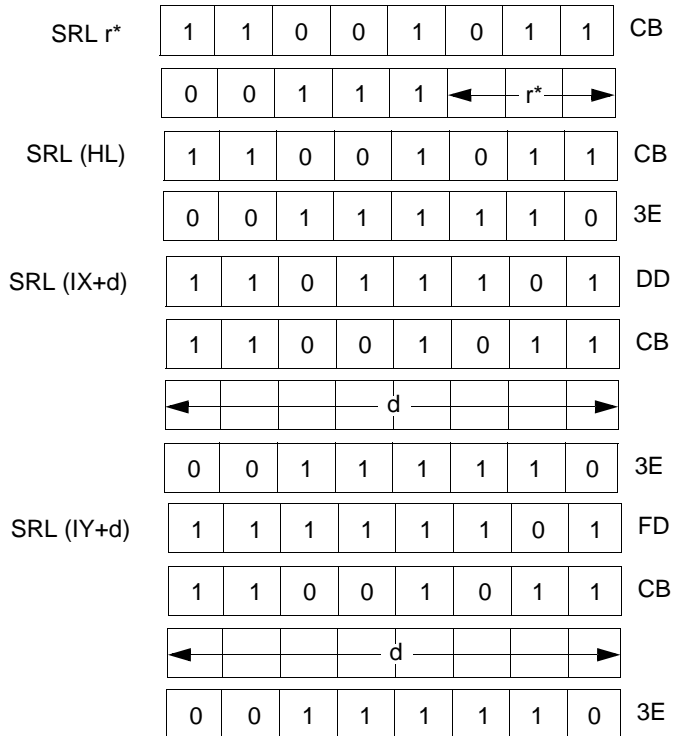 SRL r* 1 1 0 0 1 0 1 1 CB
0 0 1 1 1 r*
SRL (HL) 1 1 0 0 1 0 1 1 CB
0 0 1 1 1 1 1 0 3E
SRL (IX+d) 1 1 0 1 1 1 0 1 DD
1 1 0 0 1 0 1 1 CB
d
0 0 1 1 1 1 1 0 3E
SRL (IY+d) 1 1 1 1 1 1 0 1 FD
1 1 0 0 1 0 1 1 CB
d
0 0 1 1 1 1 1 0 3E